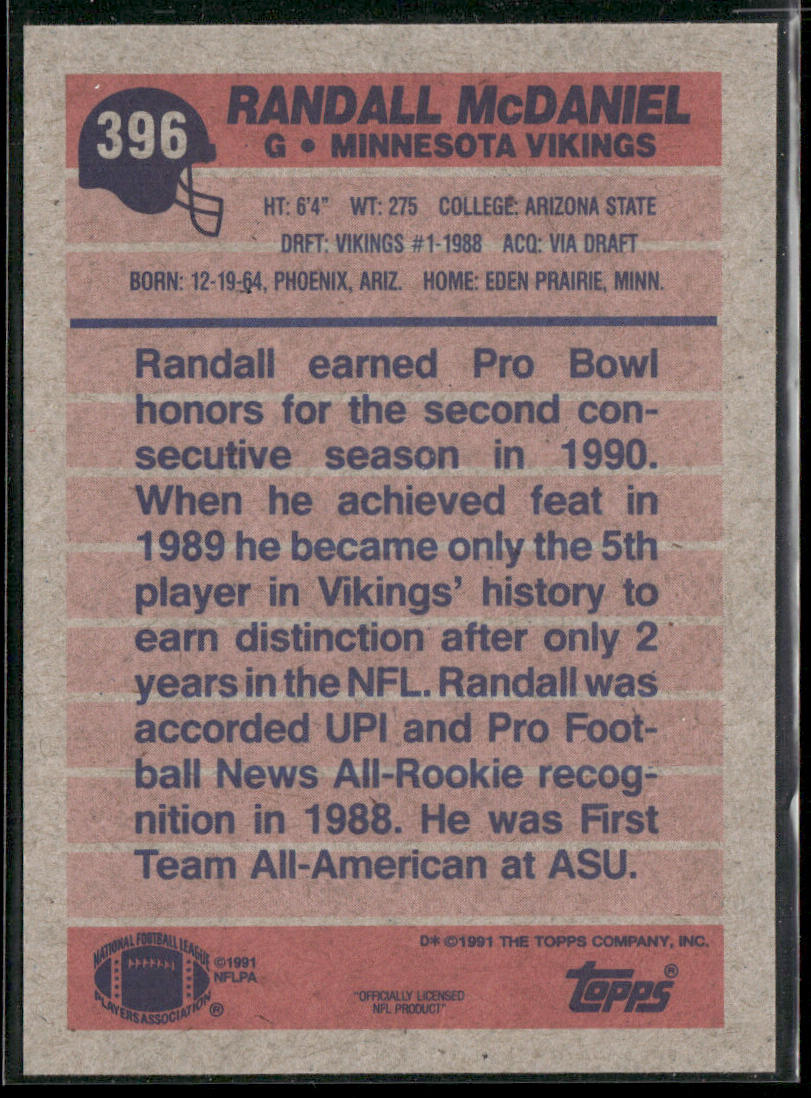 396
RANDALL McDANIEL
G • MINNESOTA VIKINGS
HT: 6'4" WT: 275 COLLEGE: ARIZONA STATE
DRFT: VIKINGS #1-1988 ACQ: VIA DRAFT
BORN: 12-19-64, PHOENIX, ARIZ. HOME: EDEN PRAIRIE, MINN.
Randall earned Pro Bowl
honors for the second con-
secutive season in 1990.
When he achieved feat in
1989 he became only the 5th
player in Vikings' history to
earn distinction after only 2
years in the NFL. Randall was
accorded UPI and Pro Foot-
ball News All-Rookie recog-
nition in 1988. He was First
Team All-American at ASU.
NATIONAL FOOTBALL LEAGUE
PLAYERS ASSOCIATION ®
©1991
NFLPA
D* ©1991 THE TOPPS COMPANY, INC.
"OFFICIALLY LICENSED
NFL PRODUCT"
Topps®